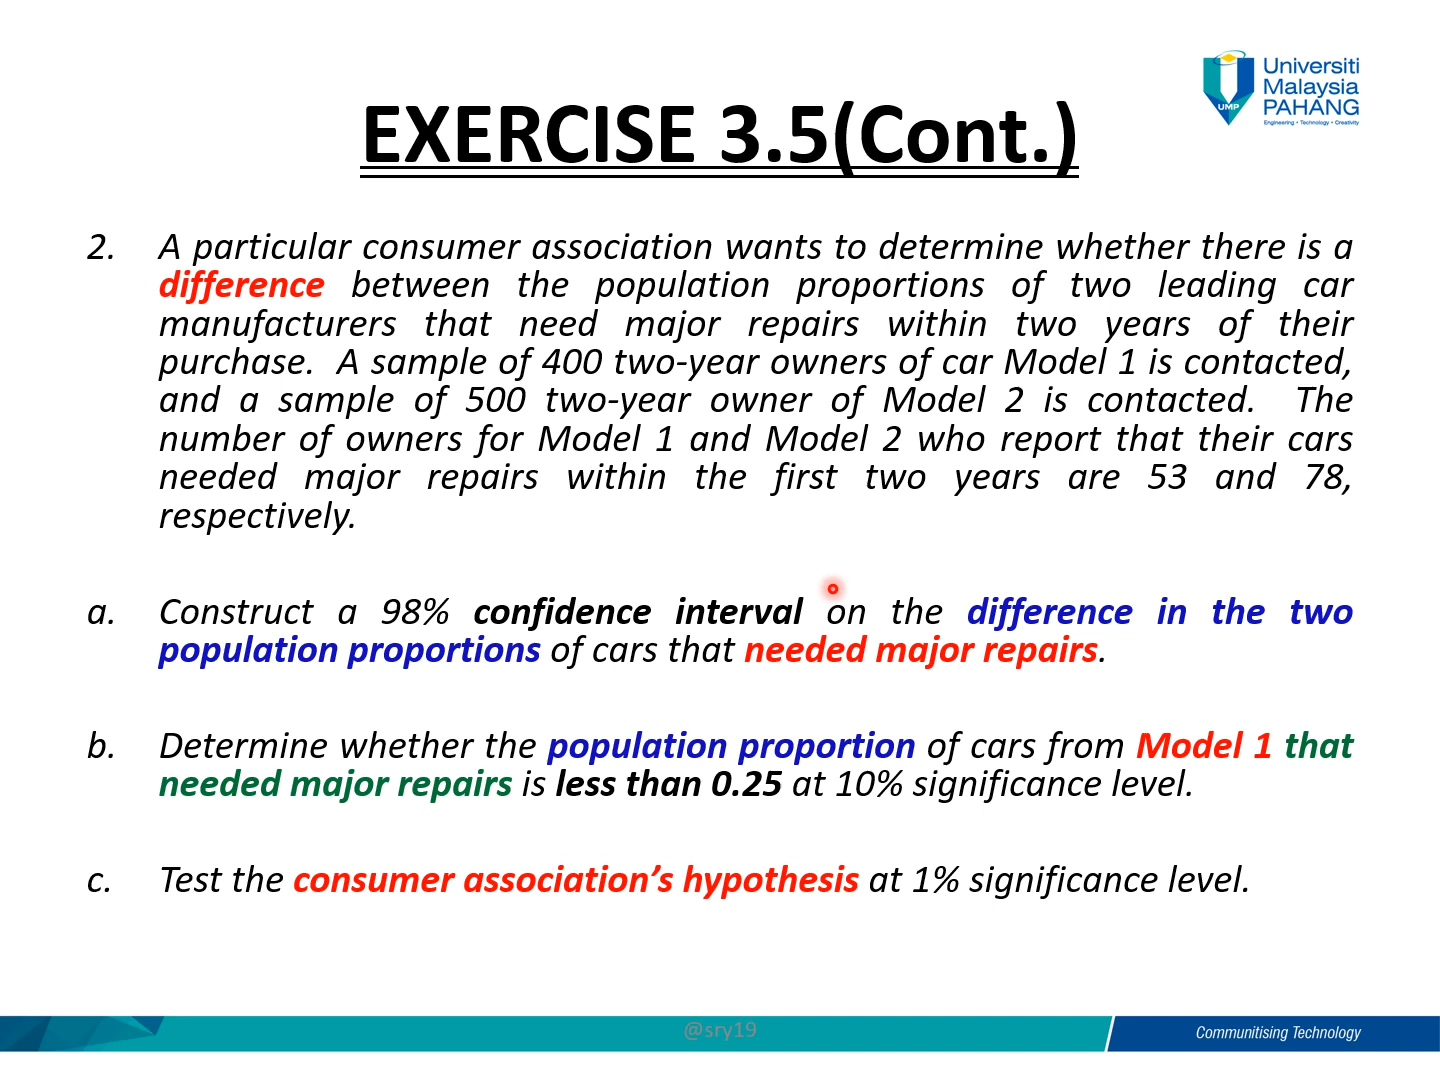 Universiti
Malaysia
PAHANG
UMP
Engineering • Technology • Creativity
EXERCISE 3.5(Cont.)
2. A particular consumer association wants to determine whether there is a
difference between the population proportions of two leading car
manufacturers that need major repairs within two years of their
purchase. A sample of 400 two-year owners of car Model 1 is contacted,
and a sample of 500 two-year owner of Model 2 is contacted. The
number of owners for Model 1 and Model 2 who report that their cars
needed major repairs within the first two years are 53 and 78,
respectively.
a. Construct a 98% confidence interval on the difference in the two
population proportions of cars that needed major repairs.
b. Determine whether the population proportion of cars from Model 1 that
needed major repairs is less than 0.25 at 10% significance level.
c. Test the consumer association’s hypothesis at 1% significance level.
@sry19
Communitising Technology